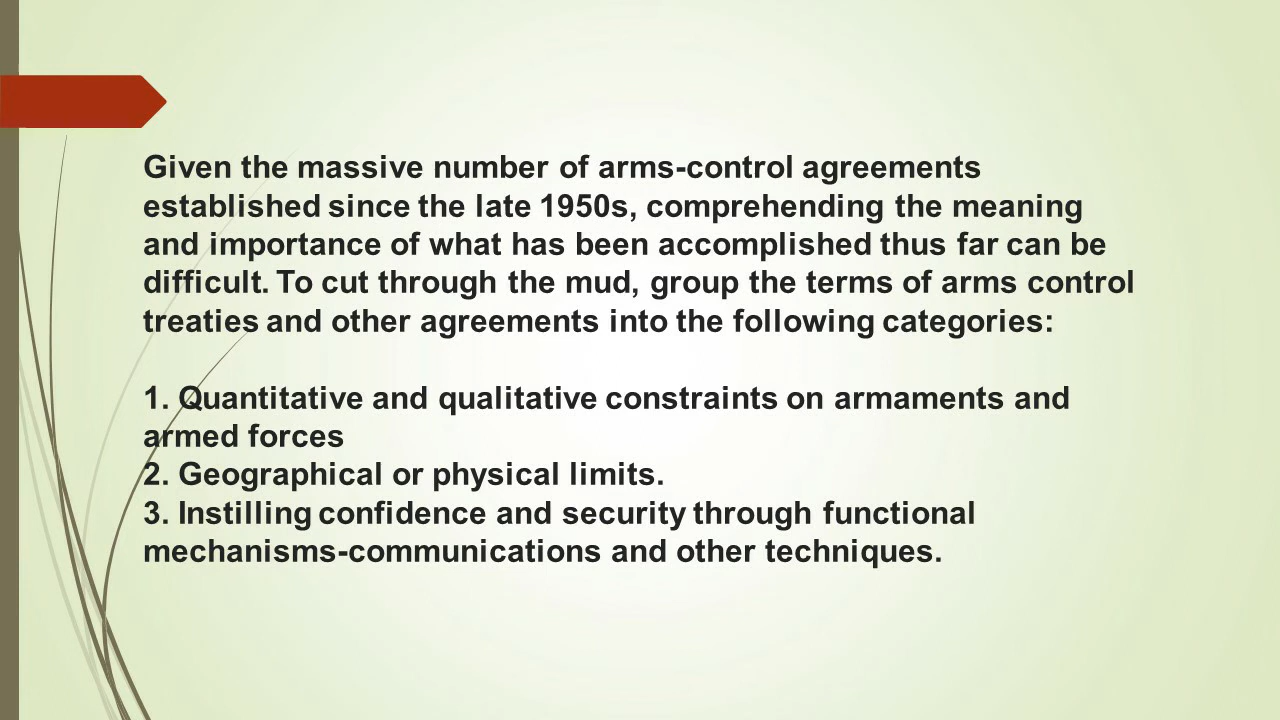 Given the massive number of arms-control agreements
established since the late 1950s, comprehending the meaning
and importance of what has been accomplished thus far can be
difficult. To cut through the mud, group the terms of arms control
treaties and other agreements into the following categories:
1. Quantitative and qualitative constraints on armaments and
armed forces
2. Geographical or physical limits.
3. Instilling confidence and security through functional
mechanisms-communications and other techniques.